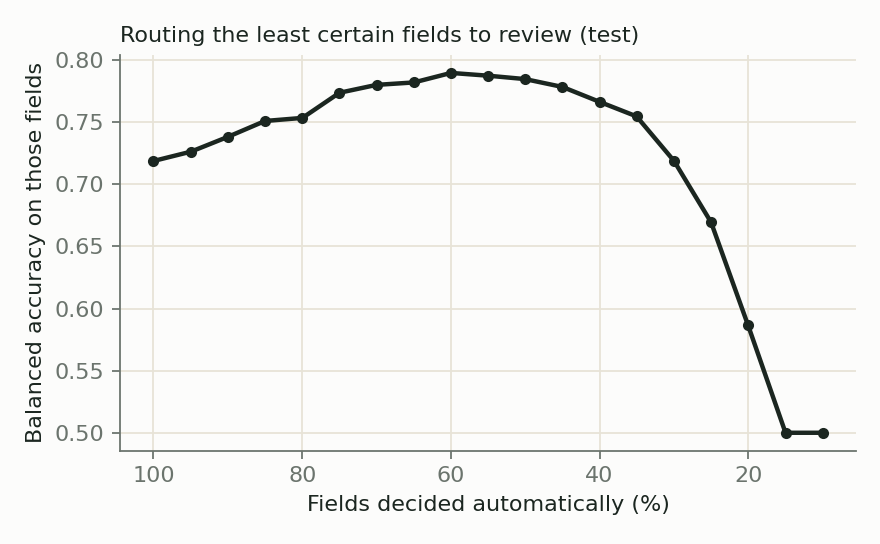 Routing the least certain fields to review (test)
Balanced accuracy on those fields
0.80
0.75
0.70
0.65
0.60
0.55
0.50
100 80 60 40 20
Fields decided automatically (%)